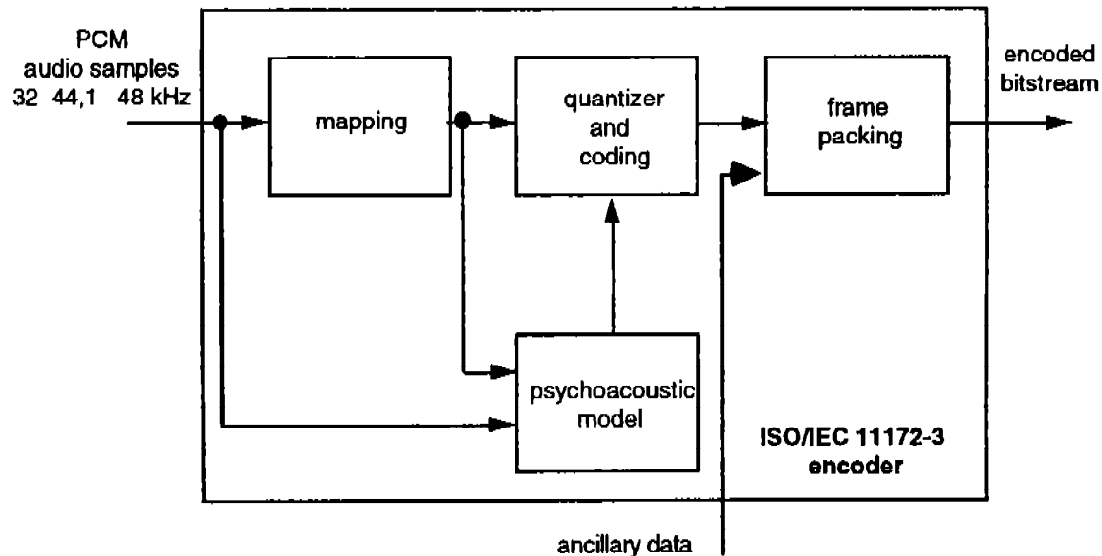 PCM
audio samples
32 44,1 48 kHz
mapping
quantizer
and
coding
frame
packing
encoded
bitstream
psychoacoustic
model
ISO/IEC 11172-3
encoder
ancillary data